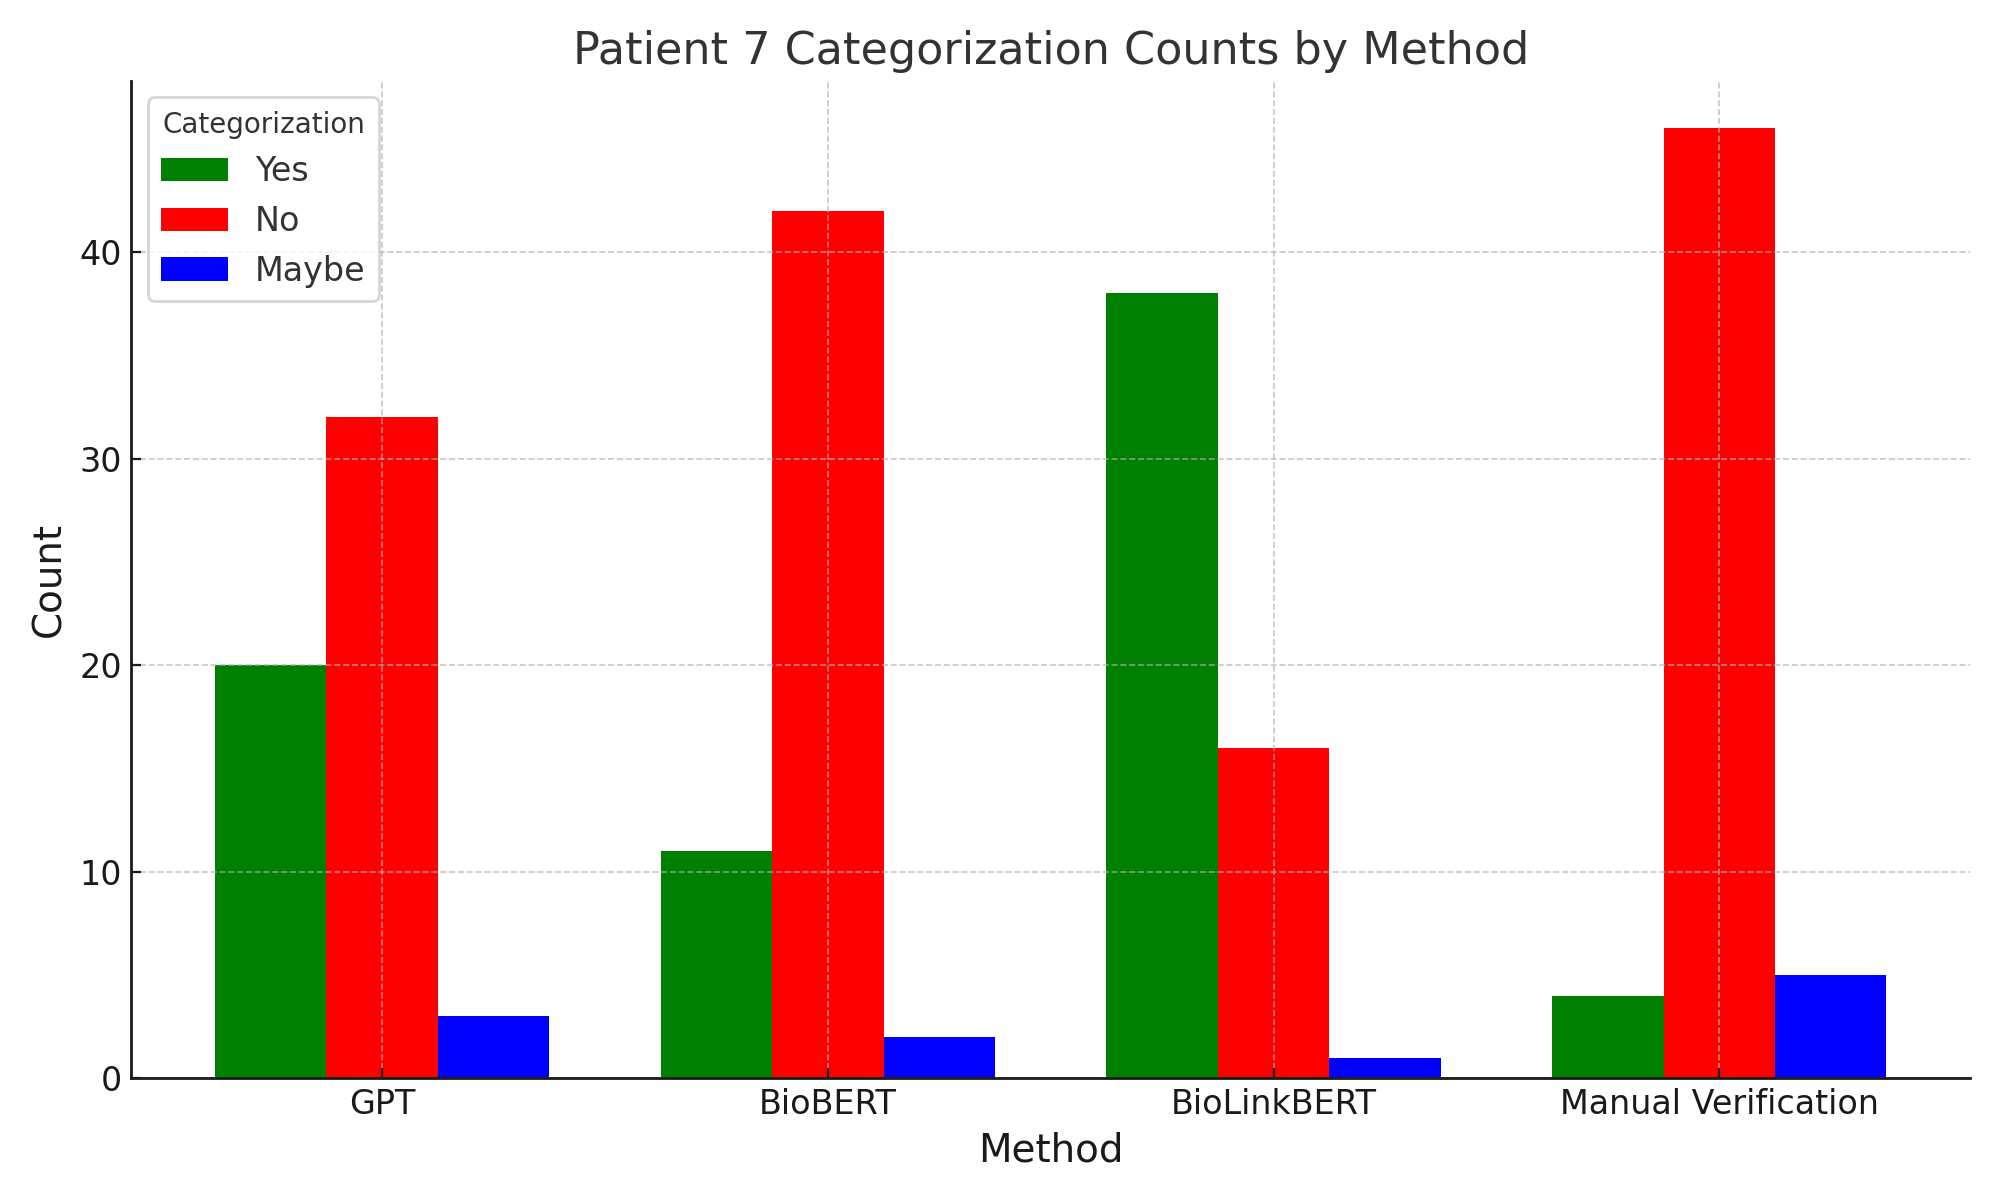 Patient 7 Categorization Counts by Method
Categorization
Yes
No
Maybe
Count
40
30
20
10
0
GPT
BioBERT
BioLinkBERT
Manual Verification
Method